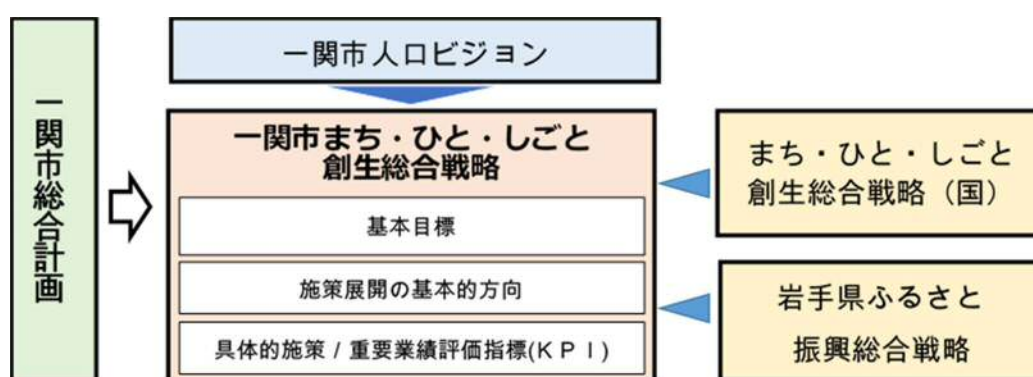 一関市総合計画
一関市人口ビジョン
一関市まち・ひと・しごと
創生総合戦略
基本目標
施策展開の基本的方向
具体的施策 / 重要業績評価指標(ＫＰＩ)
まち・ひと・しごと
創生総合戦略（国）
岩手県ふるさと
振興総合戦略